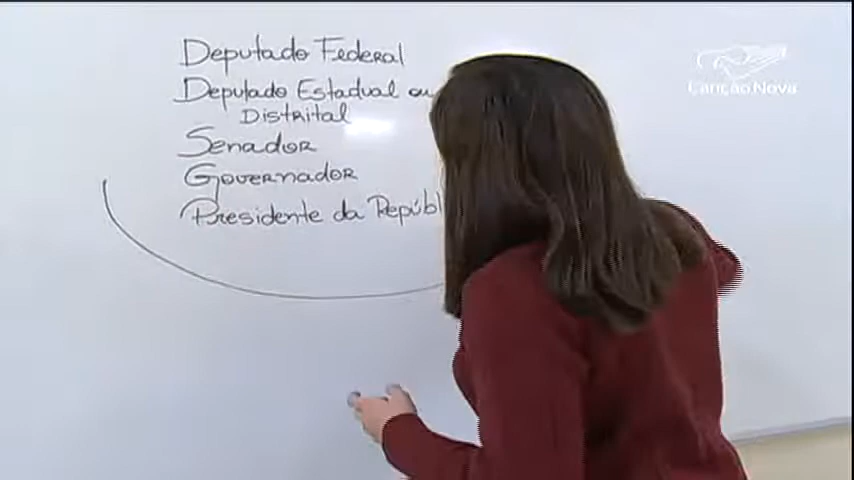 Deputado Federal
Deputado Estadual ou
Distrital
Senador
Governador
Presidente da Repúbl
Canção Nova